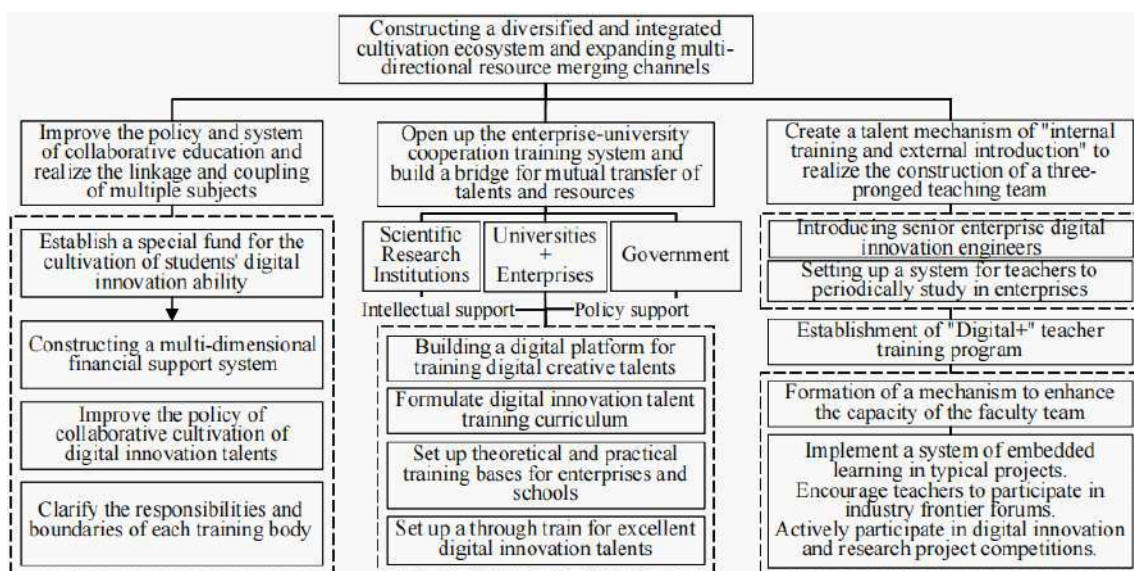 Constructing a diversified and integrated
cultivation ecosystem and expanding multi-
directional resource merging channels
Improve the policy and system
of collaborative education and
realize the linkage and coupling
of multiple subjects
Establish a special fund for the
cultivation of students' digital
innovation ability
Constructing a multi-dimensional
financial support system
Improve the policy of
collaborative cultivation of
digital innovation talents
Clarify the responsibilities and
boundaries of each training body
Open up the enterprise-university
cooperation training system and
build a bridge for mutual transfer of
talents and resources
Scientific
Research
Institutions
Universities
+
Enterprises
Government
Intellectual support
Policy support
Building a digital platform for
training digital creative talents
Formulate digital innovation talent
training curriculum
Set up theoretical and practical
training bases for enterprises and
schools
Set up a through train for excellent
digital innovation talents
Create a talent mechanism of "internal
training and external introduction" to
realize the construction of a three-
pronged teaching team
Introducing senior enterprise digital
innovation engineers
Setting up a system for teachers to
periodically study in enterprises
Establishment of "Digital+" teacher
training program
Formation of a mechanism to enhance
the capacity of the faculty team
Implement a system of embedded
learning in typical projects.
Encourage teachers to participate in
industry frontier forums.
Actively participate in digital innovation
and research project competitions.